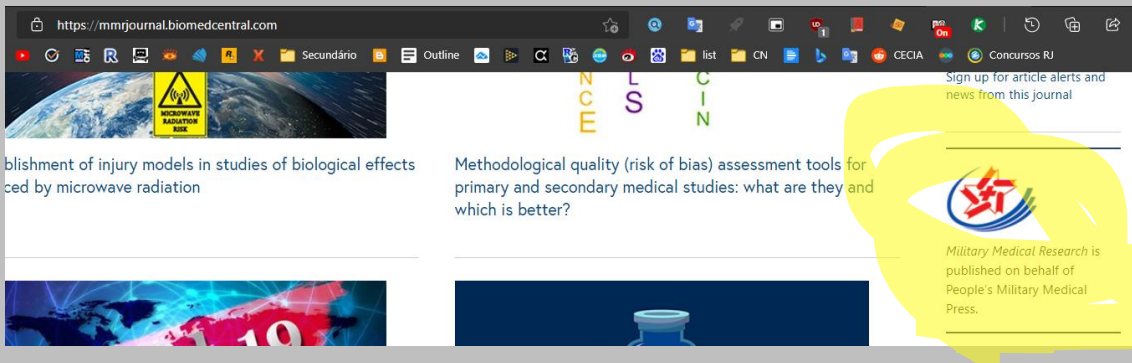 https://mmrjournal.biomedcentral.com
1
On
Secundário
Outline
list
CN
CECIA
Concursos RJ
MICROWAVE
RADIATION
RISK
N
C
E
L
S
C
I
N
Sign up for article alerts and
news from this journal
blishment of injury models in studies of biological effects
ced by microwave radiation
Methodological quality (risk of bias) assessment tools for
primary and secondary medical studies: what are they and
which is better?
Military Medical Research is
published on behalf of
People's Military Medical
Press.
19